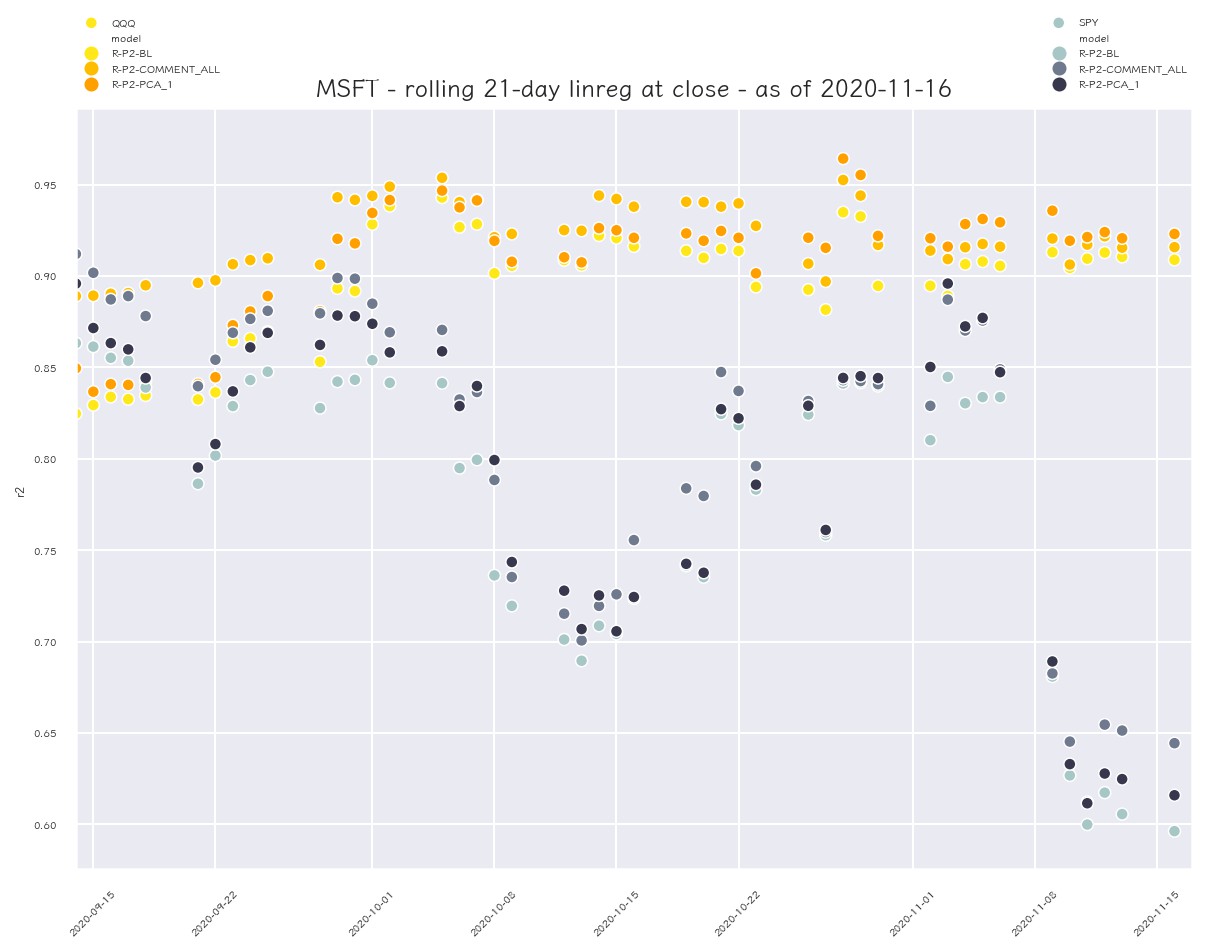 QQQ
model
R-P2-BL
R-P2-COMMENT_ALL
R-P2-PCA_1
SPY
model
R-P2-BL
R-P2-COMMENT_ALL
R-P2-PCA_1
MSFT - rolling 21-day linreg at close - as of 2020-11-16
r2
0.95
0.90
0.85
0.80
0.75
0.70
0.65
0.60
2020-09-15
2020-09-22
2020-10-01
2020-10-08
2020-10-15
2020-10-22
2020-11-01
2020-11-08
2020-11-15